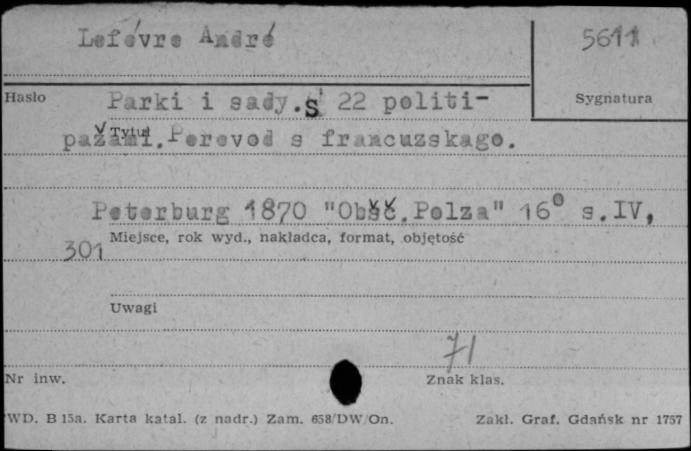 Lefévre André
5611
Hasło
Parki i sady.S 22 politi-
Sygnatura
pažami.Perevod s francuzskago.
Tytuł
Peterburg 1870 "Obšč.Polza" 16° s.IV,
Miejsce, rok wyd., nakładca, format, objętość
301
Uwagi
71
Nr inw.
Znak klas.
WD. B 15a. Karta katal. (z nadr.) Zam. 658/DW/On.
Zakł. Graf. Gdańsk nr 1757